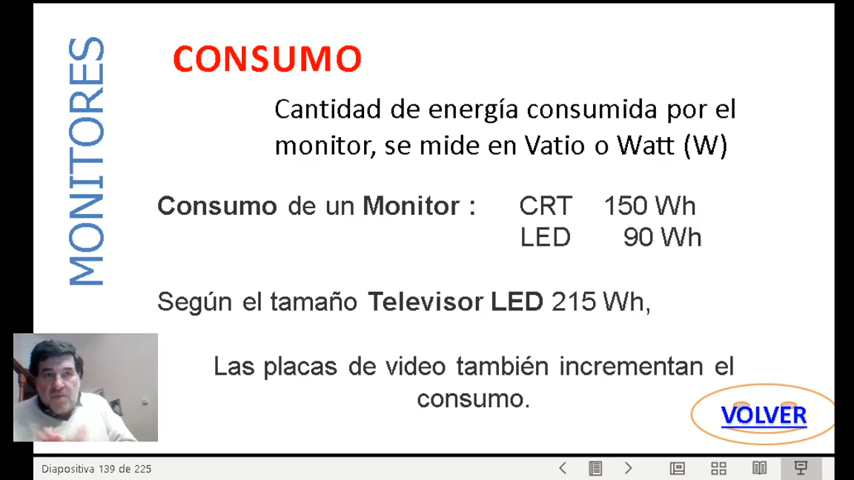 MONITORES
CONSUMO
Cantidad de energía consumida por el
monitor, se mide en Vatio o Watt (W)
Consumo de un Monitor : CRT 150 Wh
LED 90 Wh
Según el tamaño Televisor LED 215 Wh,
Las placas de video también incrementan el
consumo.
VOLVER
Diapositiva 139 de 225